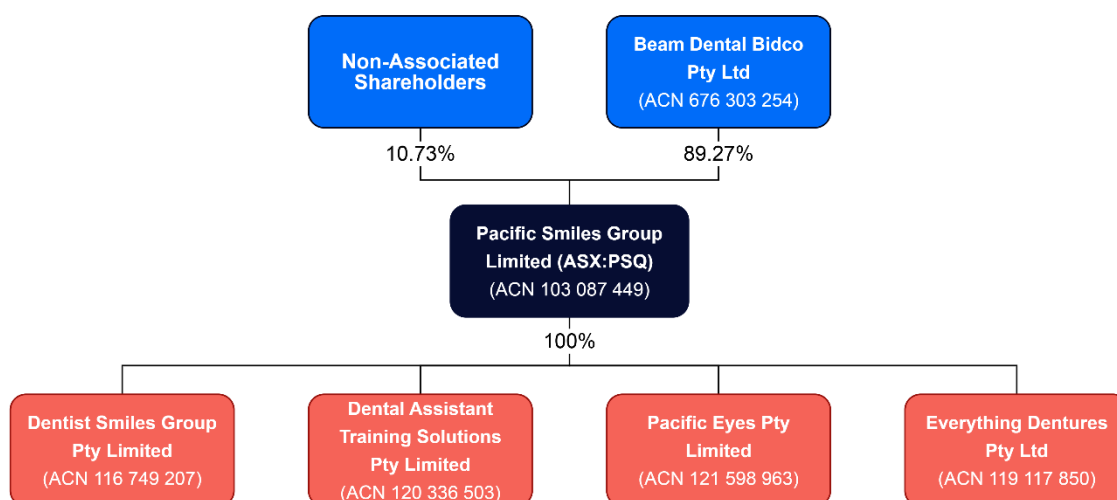 Non-Associated
Shareholders
Beam Dental Bidco
Pty Ltd
(ACN 676 303 254)
10.73%
89.27%
Pacific Smiles Group
Limited (ASX:PSQ)
(ACN 103 087 449)
100%
Dentist Smiles Group
Pty Limited
(ACN 116 749 207)
Dental Assistant
Training Solutions
Pty Limited
(ACN 120 336 503)
Pacific Eyes Pty
Limited
(ACN 121 598 963)
Everything Dentures
Pty Ltd
(ACN 119 117 850)